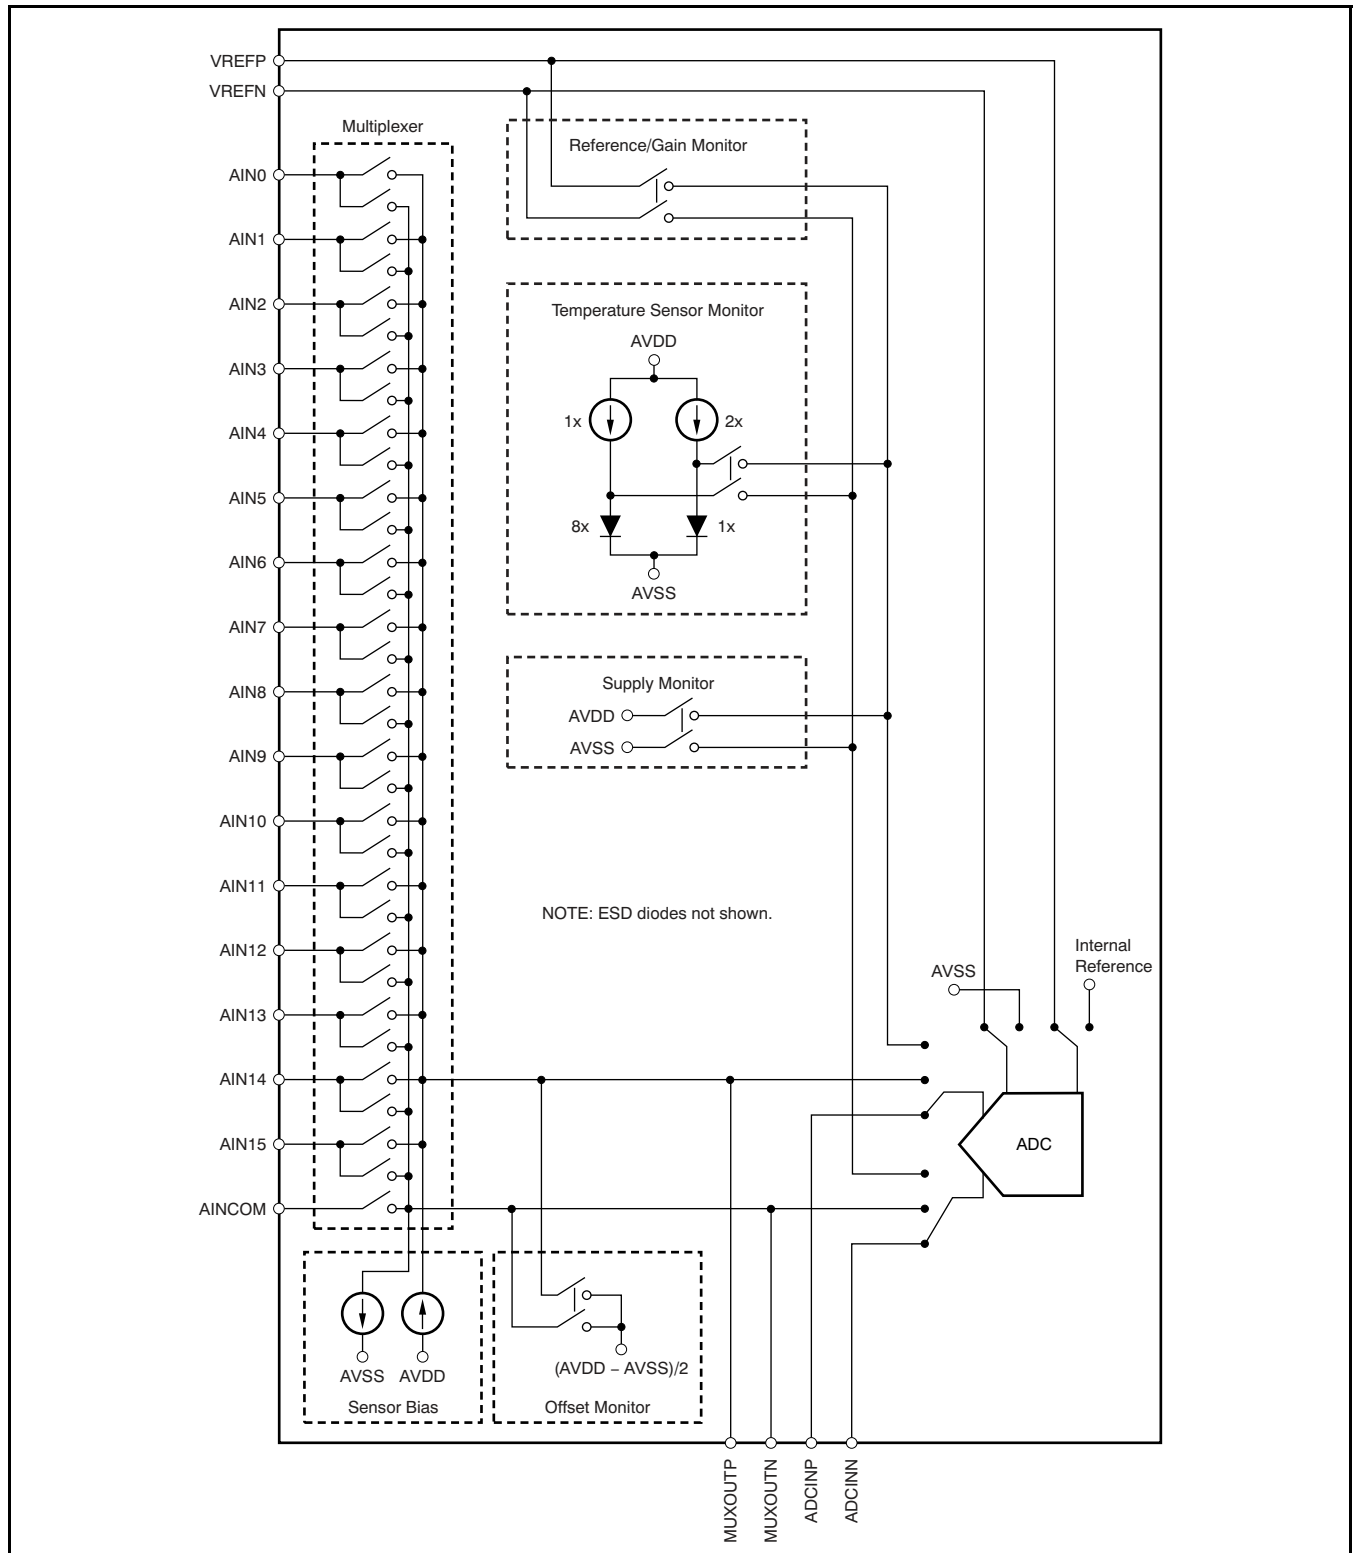 VREFP
VREFN
Multiplexer
Reference/Gain Monitor
AIN0
AIN1
AIN2
AIN3
AIN4
AIN5
AIN6
AIN7
AIN8
AIN9
AIN10
AIN11
AIN12
AIN13
AIN14
AIN15
AINCOM
Temperature Sensor Monitor
AVDD
1x
2x
8x
1x
AVSS
Supply Monitor
AVDD
AVSS
NOTE: ESD diodes not shown.
Internal
Reference
AVSS
ADC
AVSS
AVDD
Sensor Bias
(AVDD – AVSS)/2
Offset Monitor
MUXOUTP
MUXOUTN
ADCINP
ADCINN